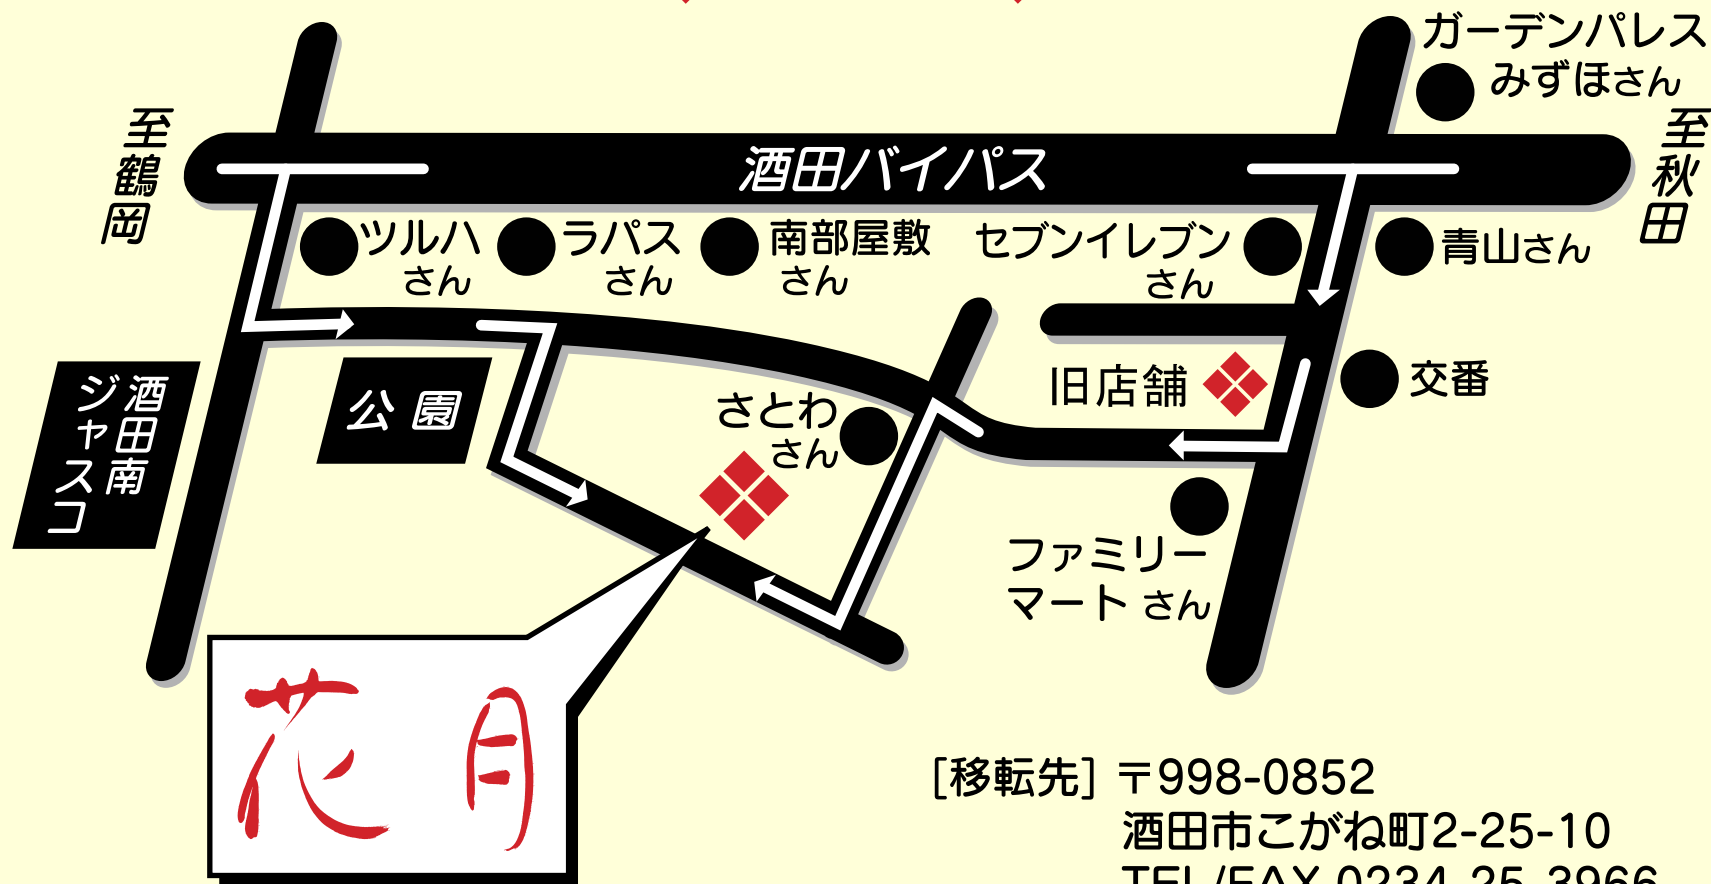 ガーデンパレス
みずほさん
至鶴岡
酒田バイパス
至秋田
ツルハ
さん
ラパス
さん
南部屋敷
さん
セブンイレブン
さん
青山さん
酒田南
ジャスコ
公園
さとわ
さん
旧店舗
交番
ファミリー
マート さん
花月
[移転先] 〒998-0852
酒田市こがね町2-25-10
TEL/FAX 0234-25-3966